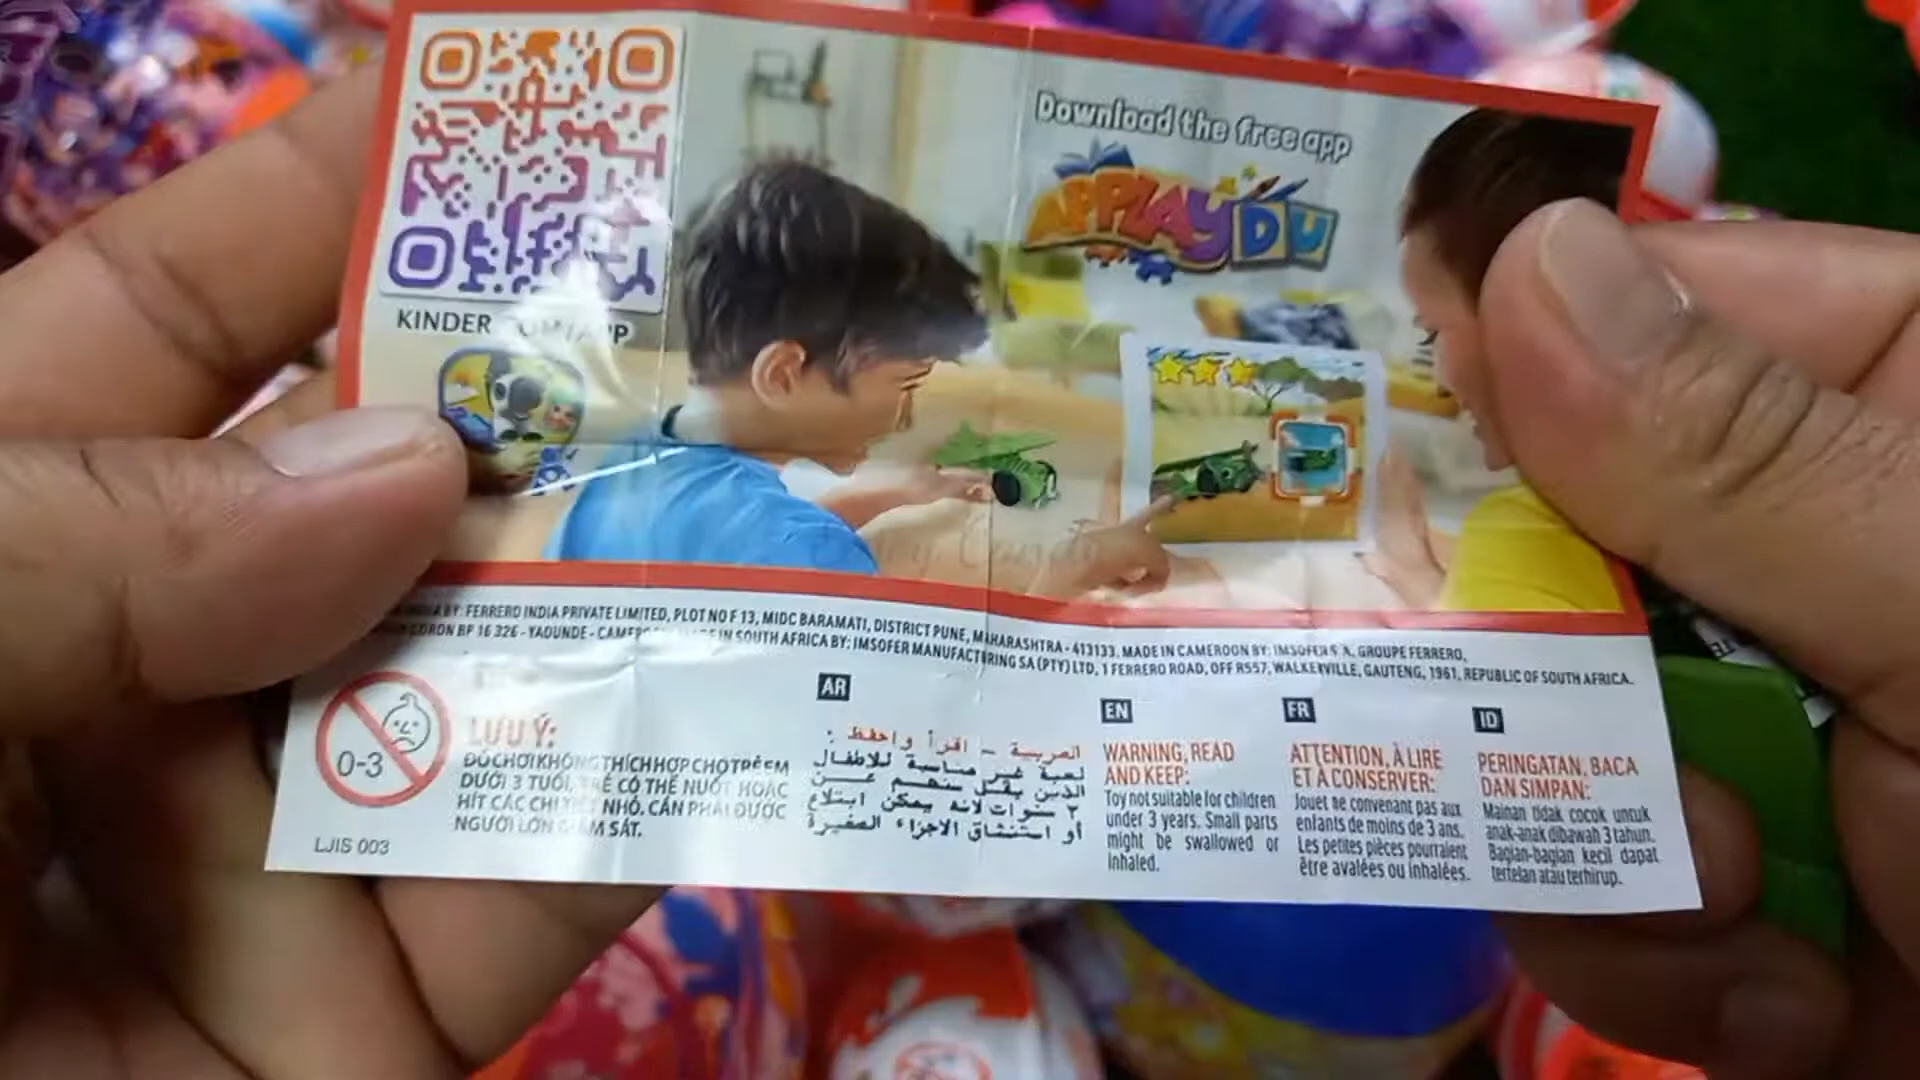 Download the free app
APPLAYDU
KINDER
INDIA BY: FERRERO INDIA PRIVATE LIMITED, PLOT NO F 13, MIDC BARAMATI, DISTRICT PUNE, MAHARASHTRA - 413133. MADE IN CAMEROON BY: IMSOFER S.A. GROUPE FERRERO,
BP 16 326 - YAOUNDE - IN SOUTH AFRICA BY: IMSOFER MANUFACTURING SA (PTY) LTD, 1 FERRERO ROAD, OFF R557, WALKERVILLE, GAUTENG, 1961, REPUBLIC OF SOUTH AFRICA.
0-3
LJIS 003
LƯU Ý:
ĐỒ CHƠI KHÔNG THÍCH HỢP CHO TRẺ EM
DƯỚI 3 TUỔI, TRẺ CÓ THỂ NUỐT HOẶC
HÍT CÁC CHI TIẾT NHỎ. CẦN PHẢI ĐƯỢC
NGƯỜI LỚN GIÁM SÁT.
AR
العربية - اقرأ واحفظ :
لعبة غير مناسبة للاطفال
الذين يقل سنهم عن
٣ سنوات لانه يمكن ابتلاع
أو استنشاق الاجزاء الصغيرة
EN
WARNING, READ
AND KEEP:
Toy not suitable for children
under 3 years. Small parts
might be swallowed or
inhaled.
FR
ATTENTION, À LIRE
ET A CONSERVER:
Jouet ne convenant pas aux
enfants de moins de 3 ans.
Les petites pièces pourraient
être avalées ou inhalées.
ID
PERINGATAN, BACA
DAN SIMPAN:
Mainan tidak cocok untuk
anak-anak dibawah 3 tahun.
Bagian-bagian kecil dapat
tertelan atau terhirup.